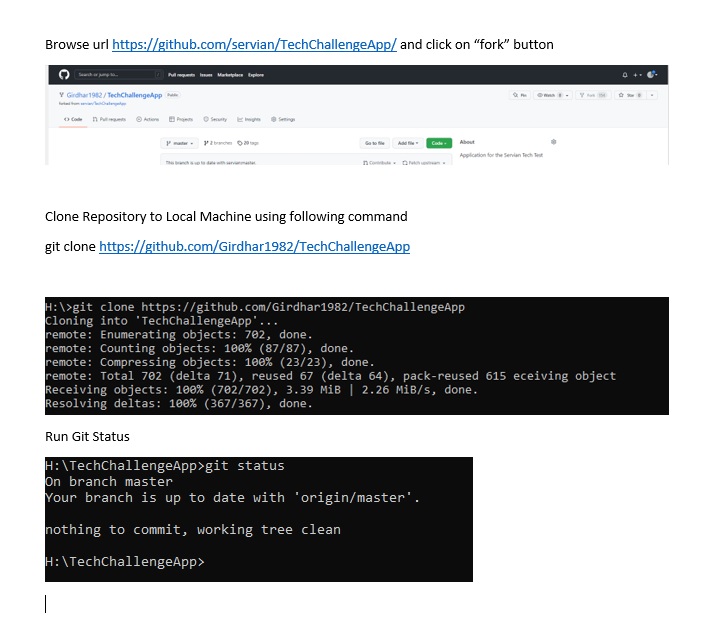 Browse url https://github.com/servian/TechChallengeApp/ and click on “fork” button
Search or jump to...
Pull requests Issues Marketplace Explore
Girdhar1982 / TechChallengeApp Public
forked from servian/TechChallengeApp
Pin Watch 0 Fork Star 0
Code Pull requests Actions Projects Security Insights Settings
master 2 branches 20 tags Go to file Add file Code About
Application for the Servian Tech Test
This branch is up to date with servian:master. Contribute Fetch upstream
Clone Repository to Local Machine using following command
git clone https://github.com/Girdhar1982/TechChallengeApp
H:\>git clone https://github.com/Girdhar1982/TechChallengeApp
Cloning into 'TechChallengeApp'...
remote: Enumerating objects: 702, done.
remote: Counting objects: 100% (87/87), done.
remote: Compressing objects: 100% (23/23), done.
remote: Total 702 (delta 71), reused 67 (delta 64), pack-reused 615 eceiving object
Receiving objects: 100% (702/702), 3.39 MiB | 2.26 MiB/s, done.
Resolving deltas: 100% (367/367), done.
Run Git Status
H:\TechChallengeApp>git status
On branch master
Your branch is up to date with 'origin/master'.
nothing to commit, working tree clean
H:\TechChallengeApp>